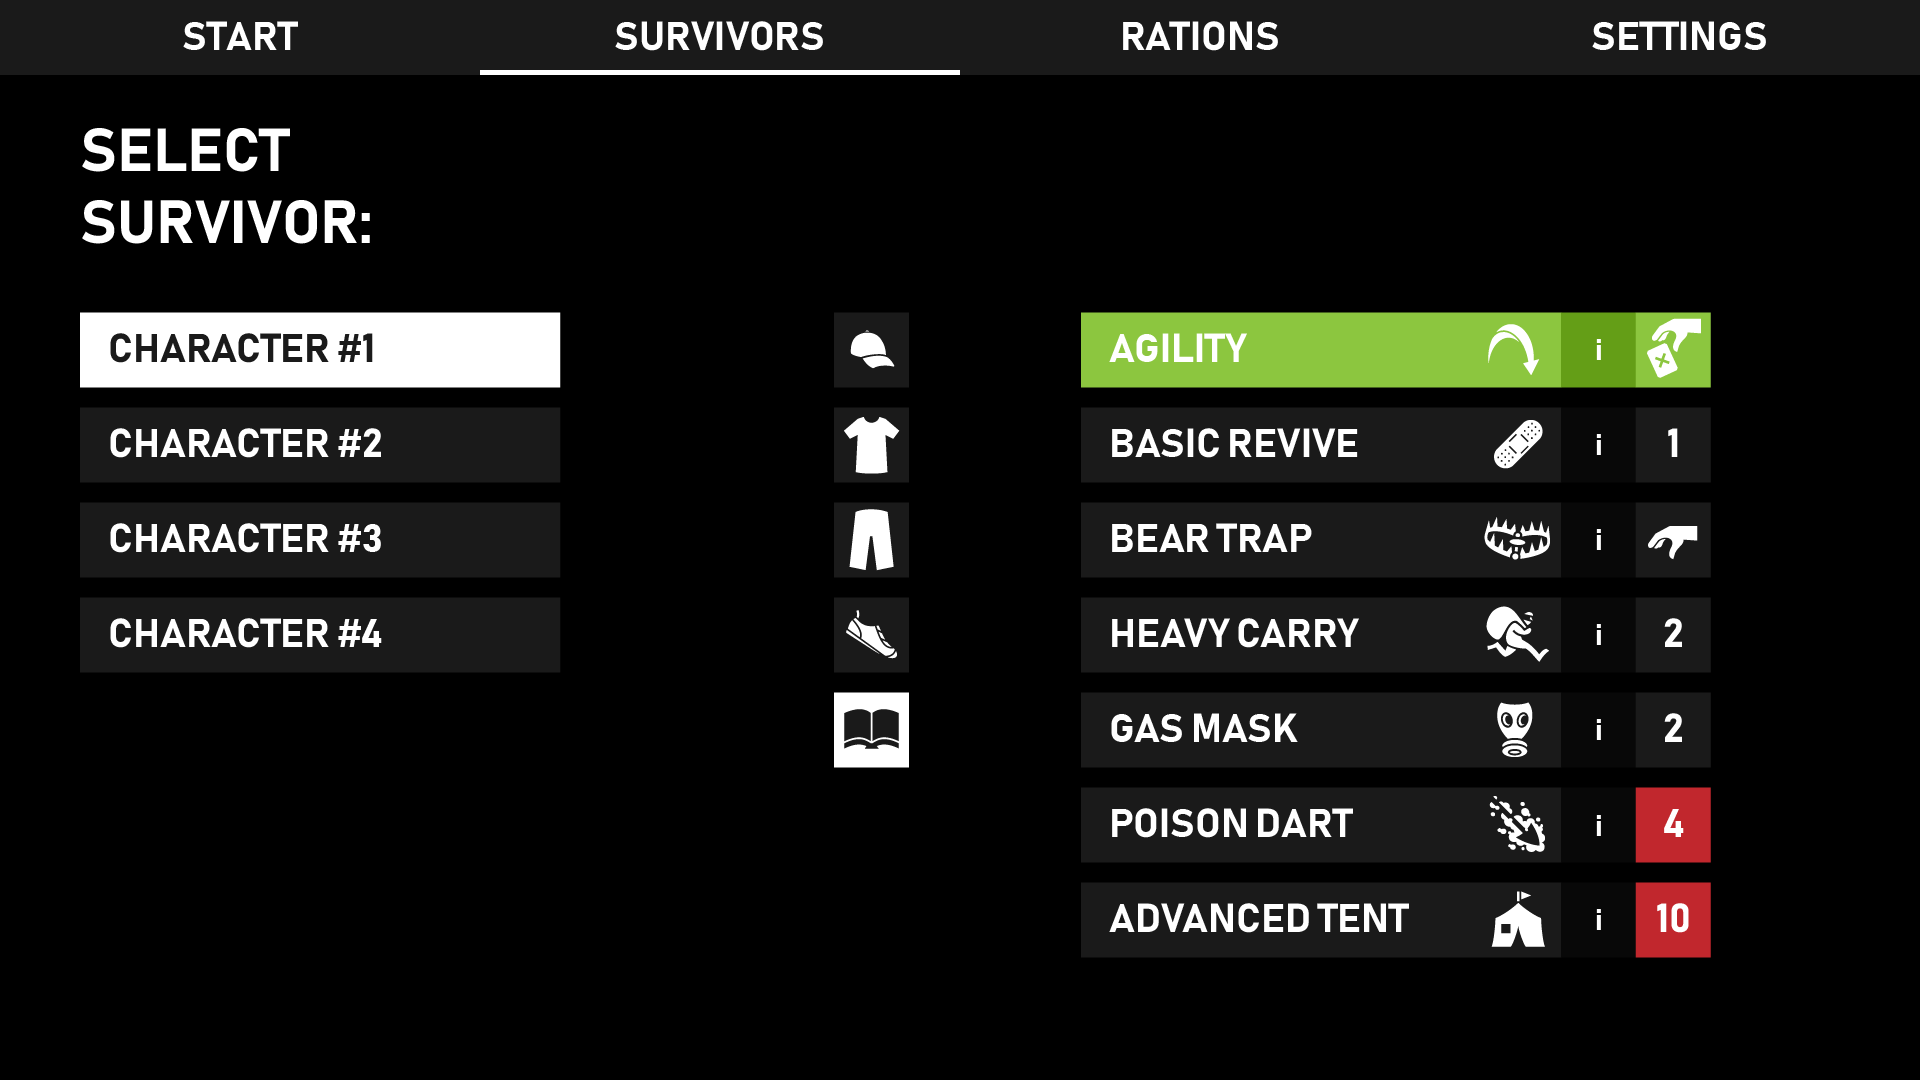 START SURVIVORS RATIONS SETTINGS
SELECT
SURVIVOR:
CHARACTER #1
CHARACTER #2
CHARACTER #3
CHARACTER #4
AGILITY i
BASIC REVIVE i 1
BEAR TRAP i
HEAVY CARRY i 2
GAS MASK i 2
POISON DART i 4
ADVANCED TENT i 10